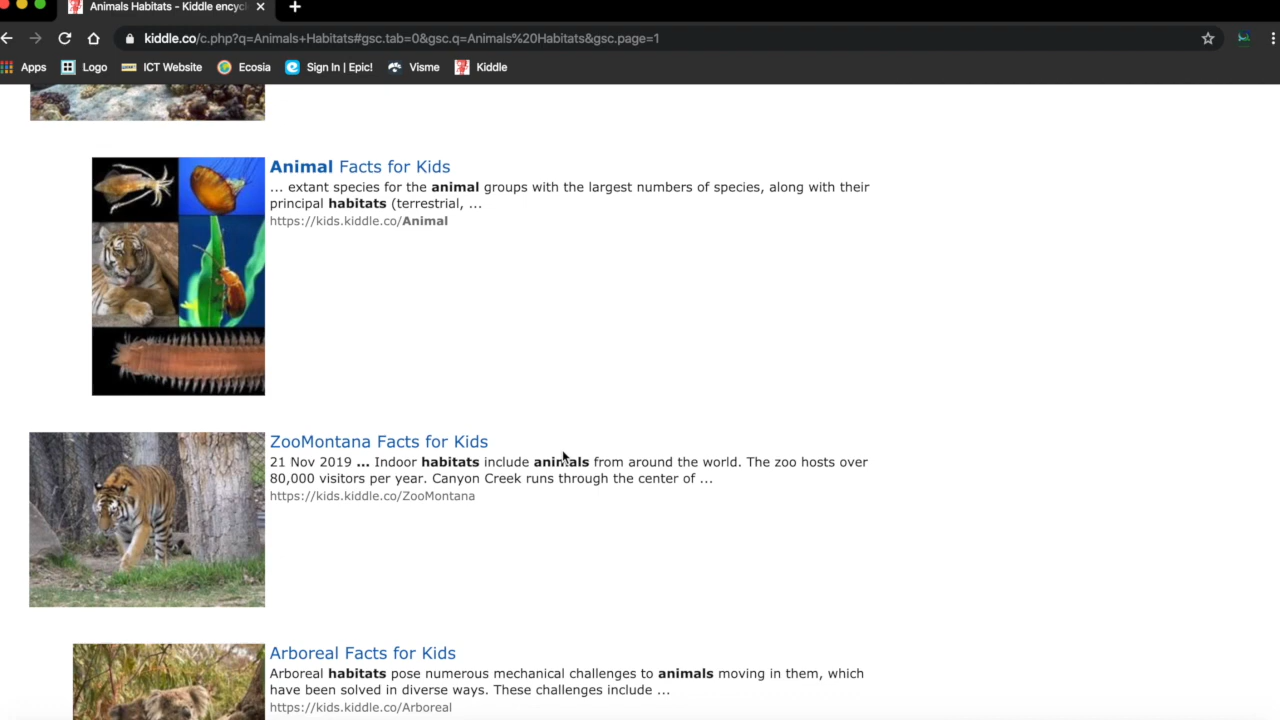 Animals Habitats - Kiddle encyc
kiddle.co/c.php?q=Animals+Habitats#gsc.tab=0&gsc.q=Animals%20Habitats&gsc.page=1
Apps Logo ICT Website Ecosia Sign In | Epic! Visme Kiddle
Animal Facts for Kids
... extant species for the animal groups with the largest numbers of species, along with their
principal habitats (terrestrial, ...
https://kids.kiddle.co/Animal
ZooMontana Facts for Kids
21 Nov 2019 ... Indoor habitats include animals from around the world. The zoo hosts over
80,000 visitors per year. Canyon Creek runs through the center of ...
https://kids.kiddle.co/ZooMontana
Arboreal Facts for Kids
Arboreal habitats pose numerous mechanical challenges to animals moving in them, which
have been solved in diverse ways. These challenges include ...
https://kids.kiddle.co/Arboreal